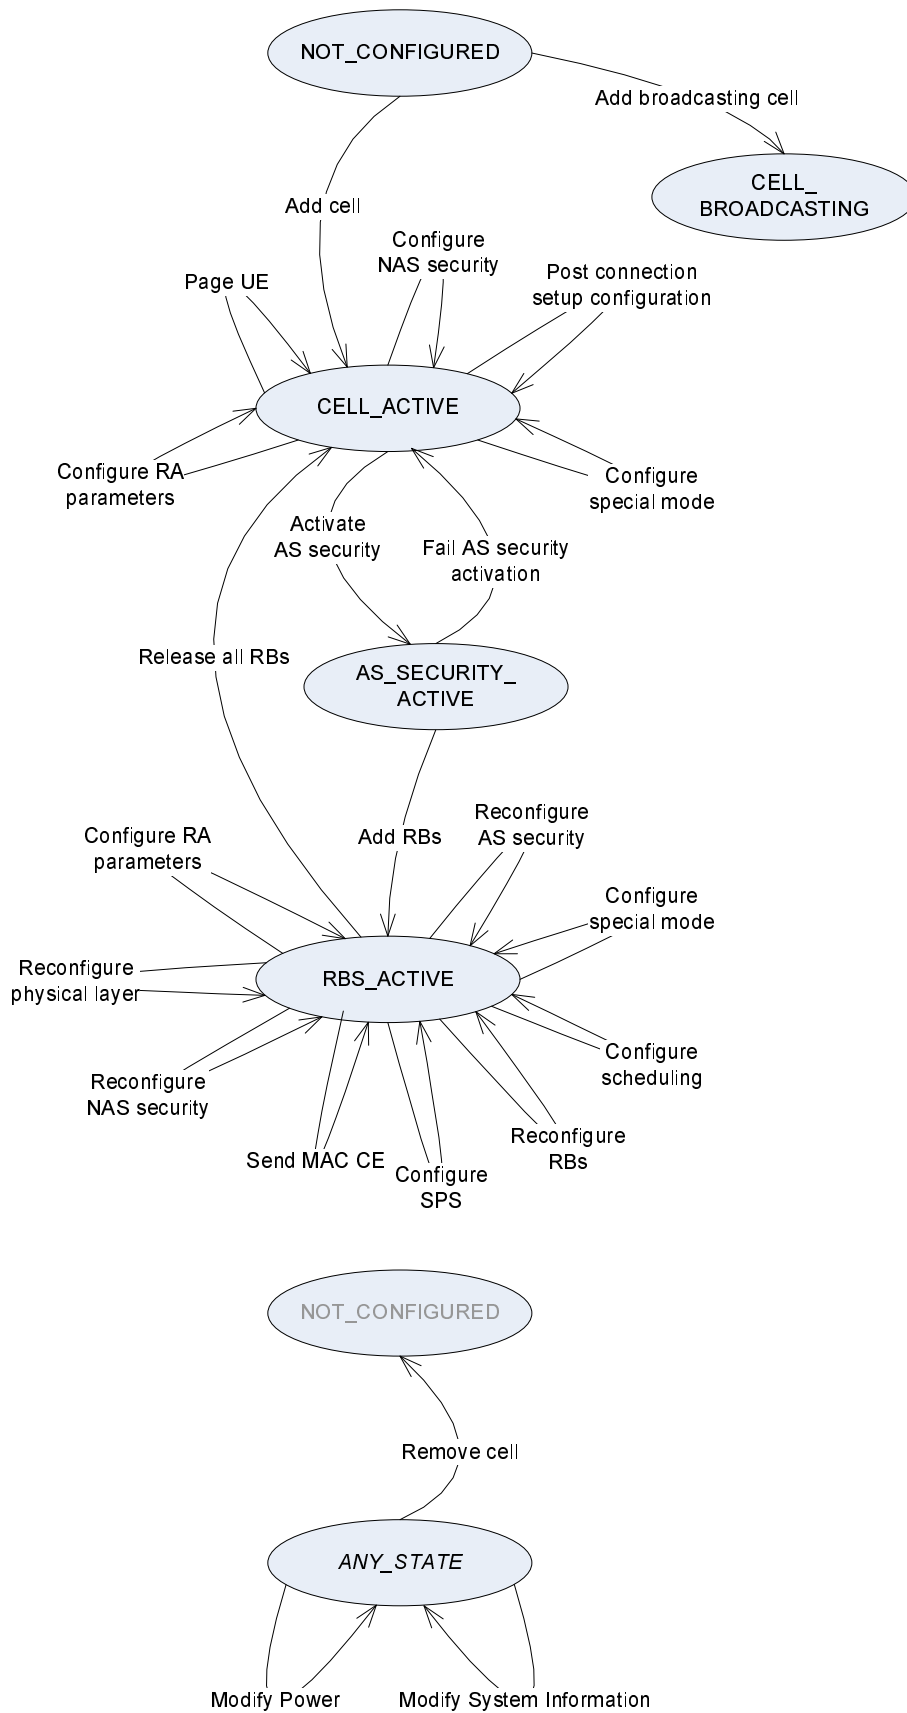 NOT_CONFIGURED
Add broadcasting cell
CELL_
BROADCASTING
Add cell
Configure
NAS security
Page UE
Post connection
setup configuration
CELL_ACTIVE
Configure RA
parameters
Configure
special mode
Activate
AS security
Fail AS security
activation
Release all RBs
AS_SECURITY_
ACTIVE
Add RBs
Reconfigure
AS security
Configure RA
parameters
Configure
special mode
Reconfigure
physical layer
RBS_ACTIVE
Configure
scheduling
Reconfigure
NAS security
Send MAC CE
Configure
SPS
Reconfigure
RBs
NOT_CONFIGURED
Remove cell
ANY_STATE
Modify Power
Modify System Information